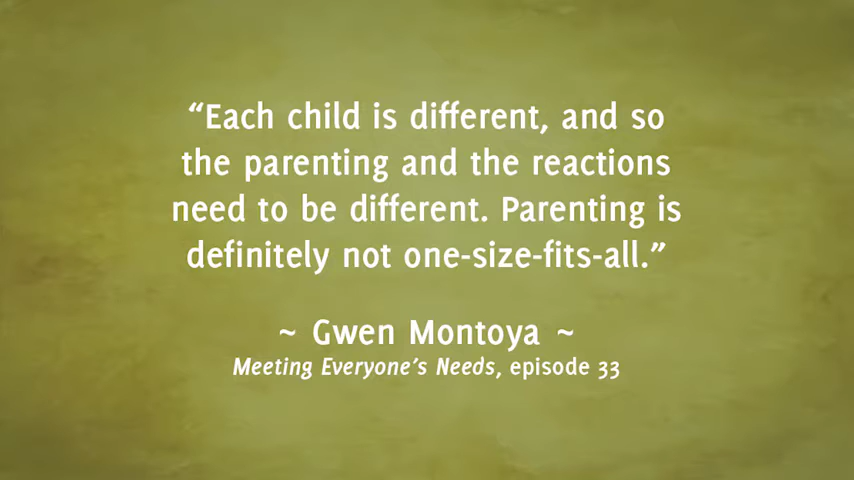 “Each child is different, and so
the parenting and the reactions
need to be different. Parenting is
definitely not one-size-fits-all.”
~ Gwen Montoya ~
Meeting Everyone’s Needs, episode 33